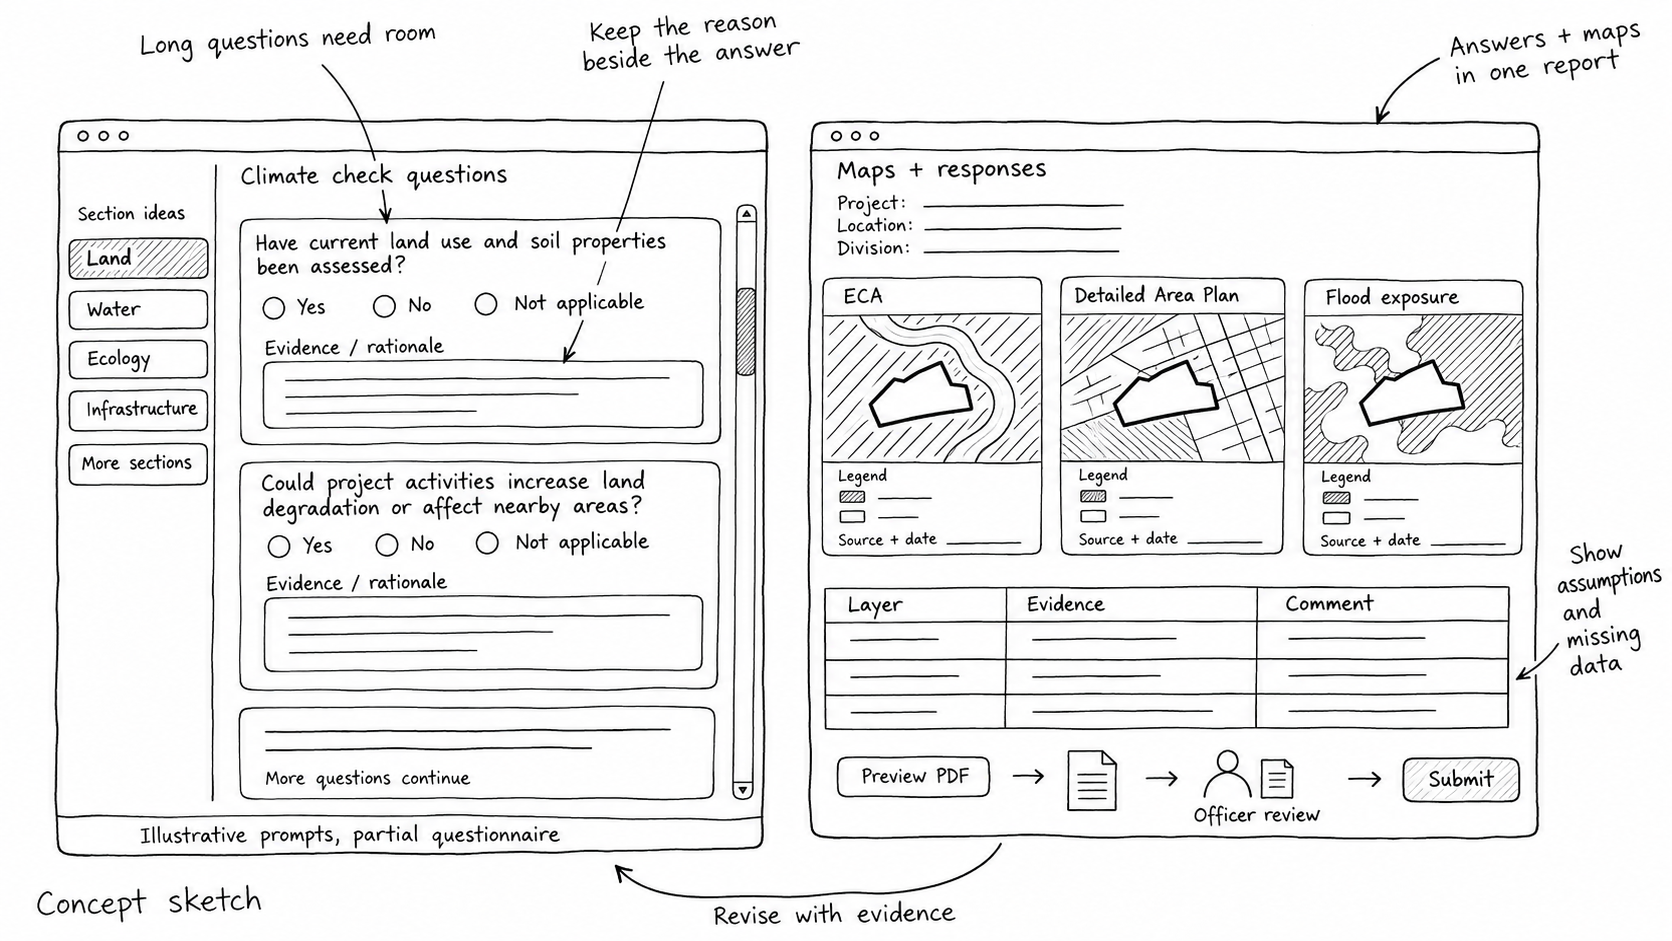 Long questions need room
Keep the reason
beside the answer
Answers + maps
in one report
Climate check questions
Section ideas
Land
Water
Ecology
Infrastructure
More sections
Have current land use and soil properties
been assessed?
Yes
No
Not applicable
Evidence / rationale
Could project activities increase land
degradation or affect nearby areas?
Yes
No
Not applicable
Evidence / rationale
More questions continue
Illustrative prompts, partial questionnaire
Maps + responses
Project:
Location:
Division:
ECA
Legend
Source + date
Detailed Area Plan
Legend
Source + date
Flood exposure
Legend
Source + date
Show
assumptions
and
missing
data
Layer
Evidence
Comment
Preview PDF
Officer review
Submit
Revise with evidence
Concept sketch